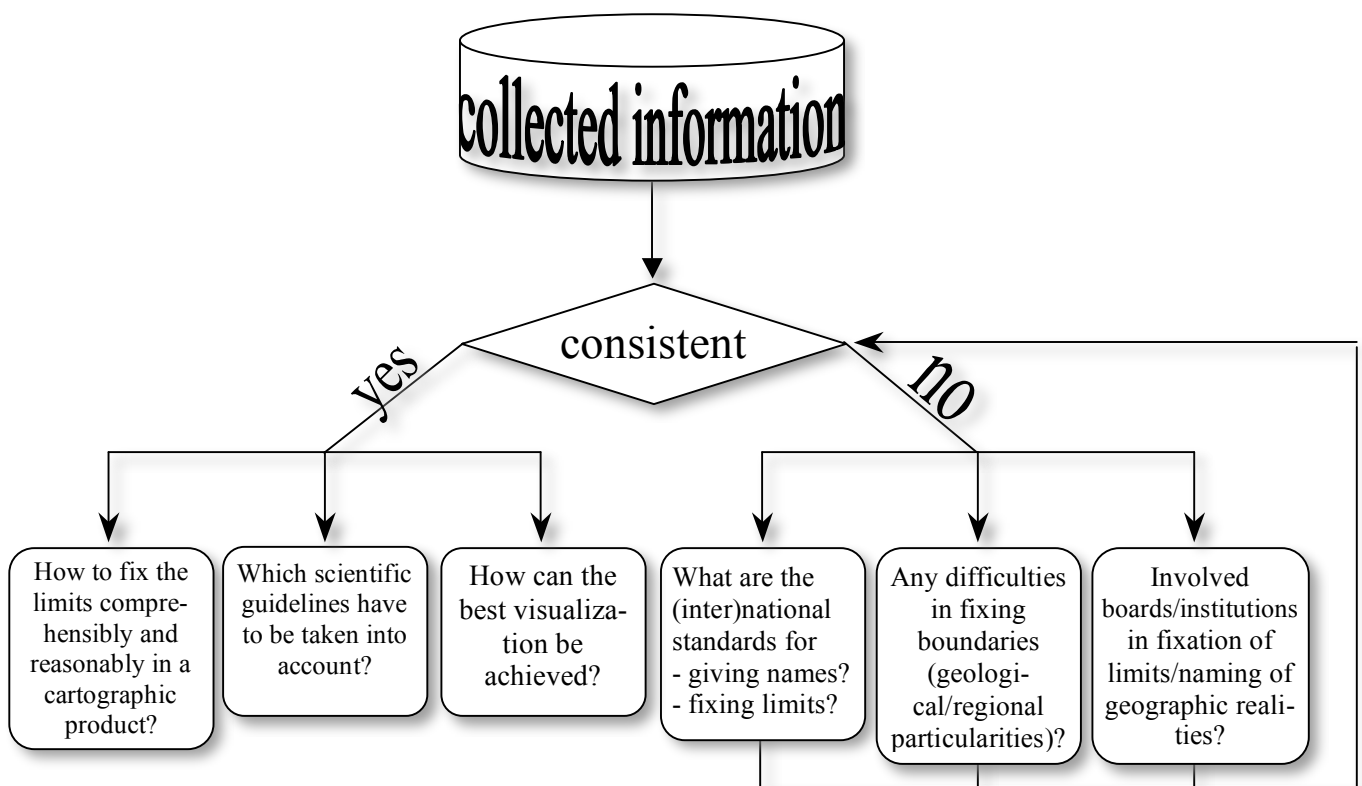 collected information
consistent
yes
no
How to fix the
limits compre-
hensibly and
reasonably in a
cartographic
product?
Which scientific
guidelines have
to be taken into
account?
How can the
best visualiza-
tion be
achieved?
What are the
(inter)national
standards for
- giving names?
- fixing limits?
Any difficulties
in fixing
boundaries
(geologi-
cal/regional
particularities)?
Involved
boards/institutions
in fixation of
limits/naming of
geographic reali-
ties?